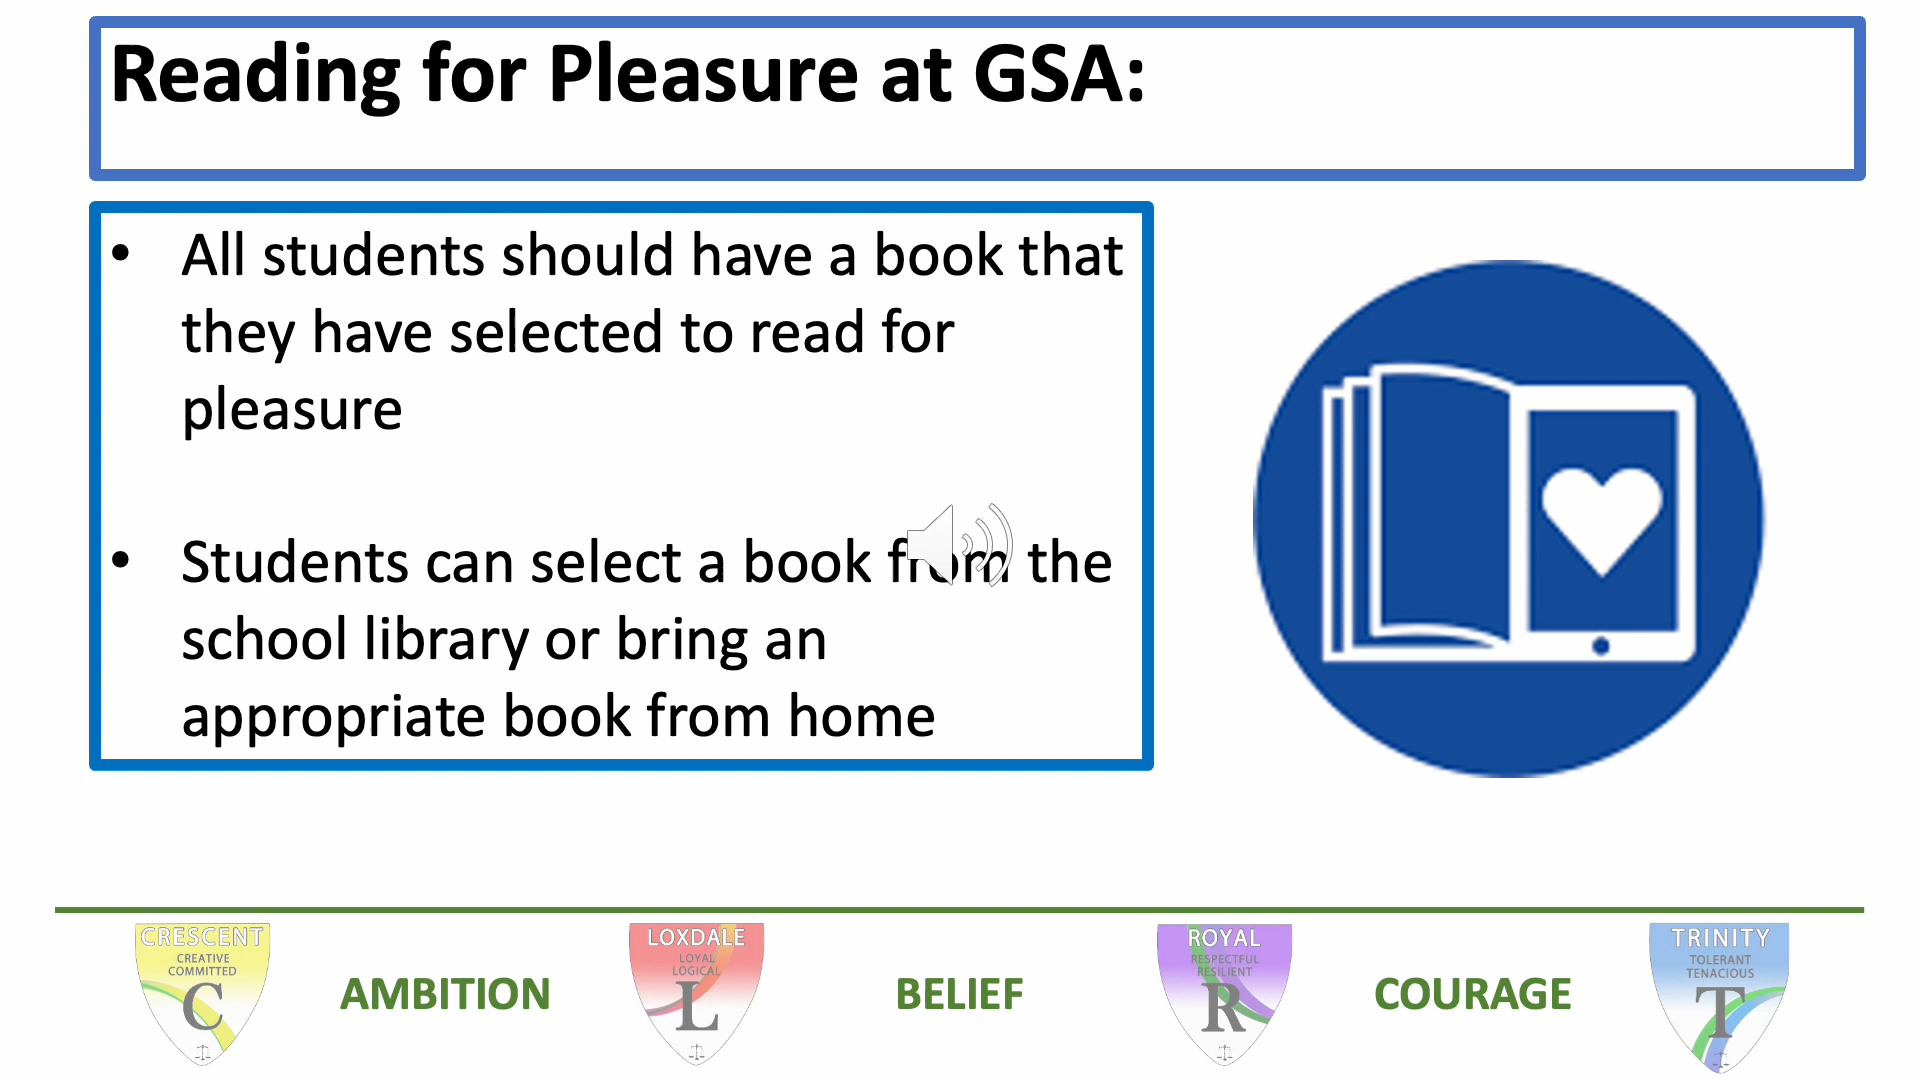 Reading for Pleasure at GSA:
• All students should have a book that
they have selected to read for
pleasure
• Students can select a book from the
school library or bring an
appropriate book from home
CRESCENT
CREATIVE
COMMITTED
C
AMBITION
LOXDALE
LOYAL
LOGICAL
L
BELIEF
ROYAL
RESPECTFUL
RESILIENT
R
COURAGE
TRINITY
TOLERANT
TENACIOUS
T